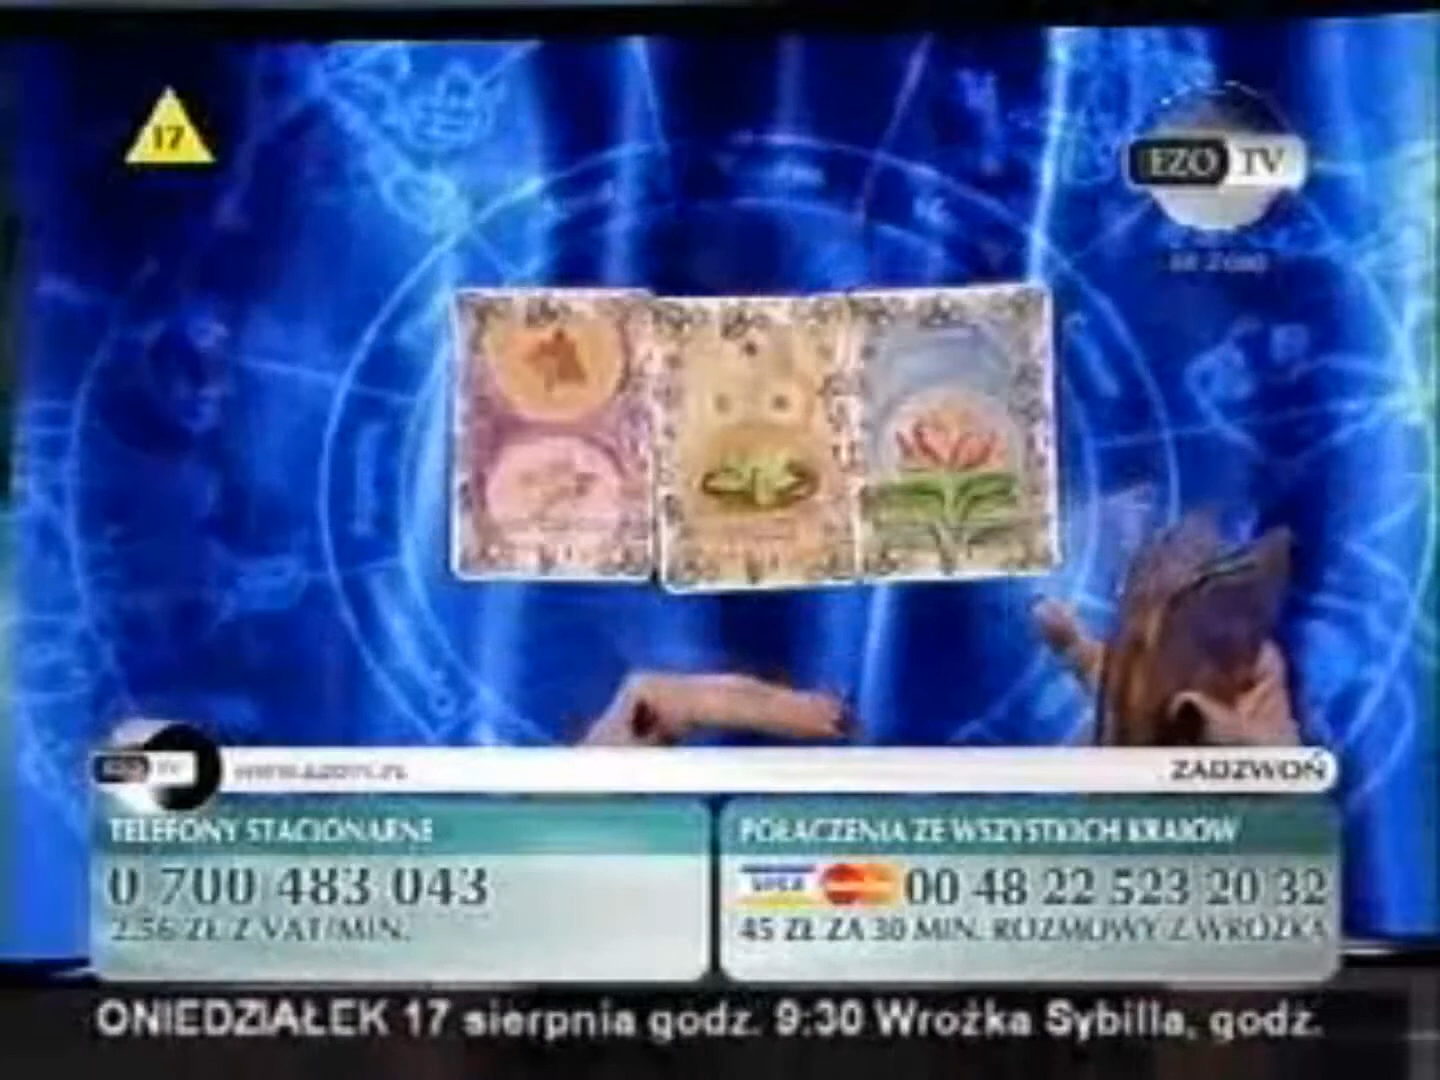 17
EZO TV
ZADZWOŃ
TELEFONY STACJONARNE
0 700 483 043
2.56 ZŁ Z VAT/MIN.
POŁĄCZENIA ZE WSZYSTKICH KRAJÓW
VISA 00 48 22 523 20 32
45 ZŁ ZA 30 MIN. ROZMOWY Z WRÓŻKĄ
ONIEDZIAŁEK 17 sierpnia godz. 9:30 Wróżka Sybilla, godz.